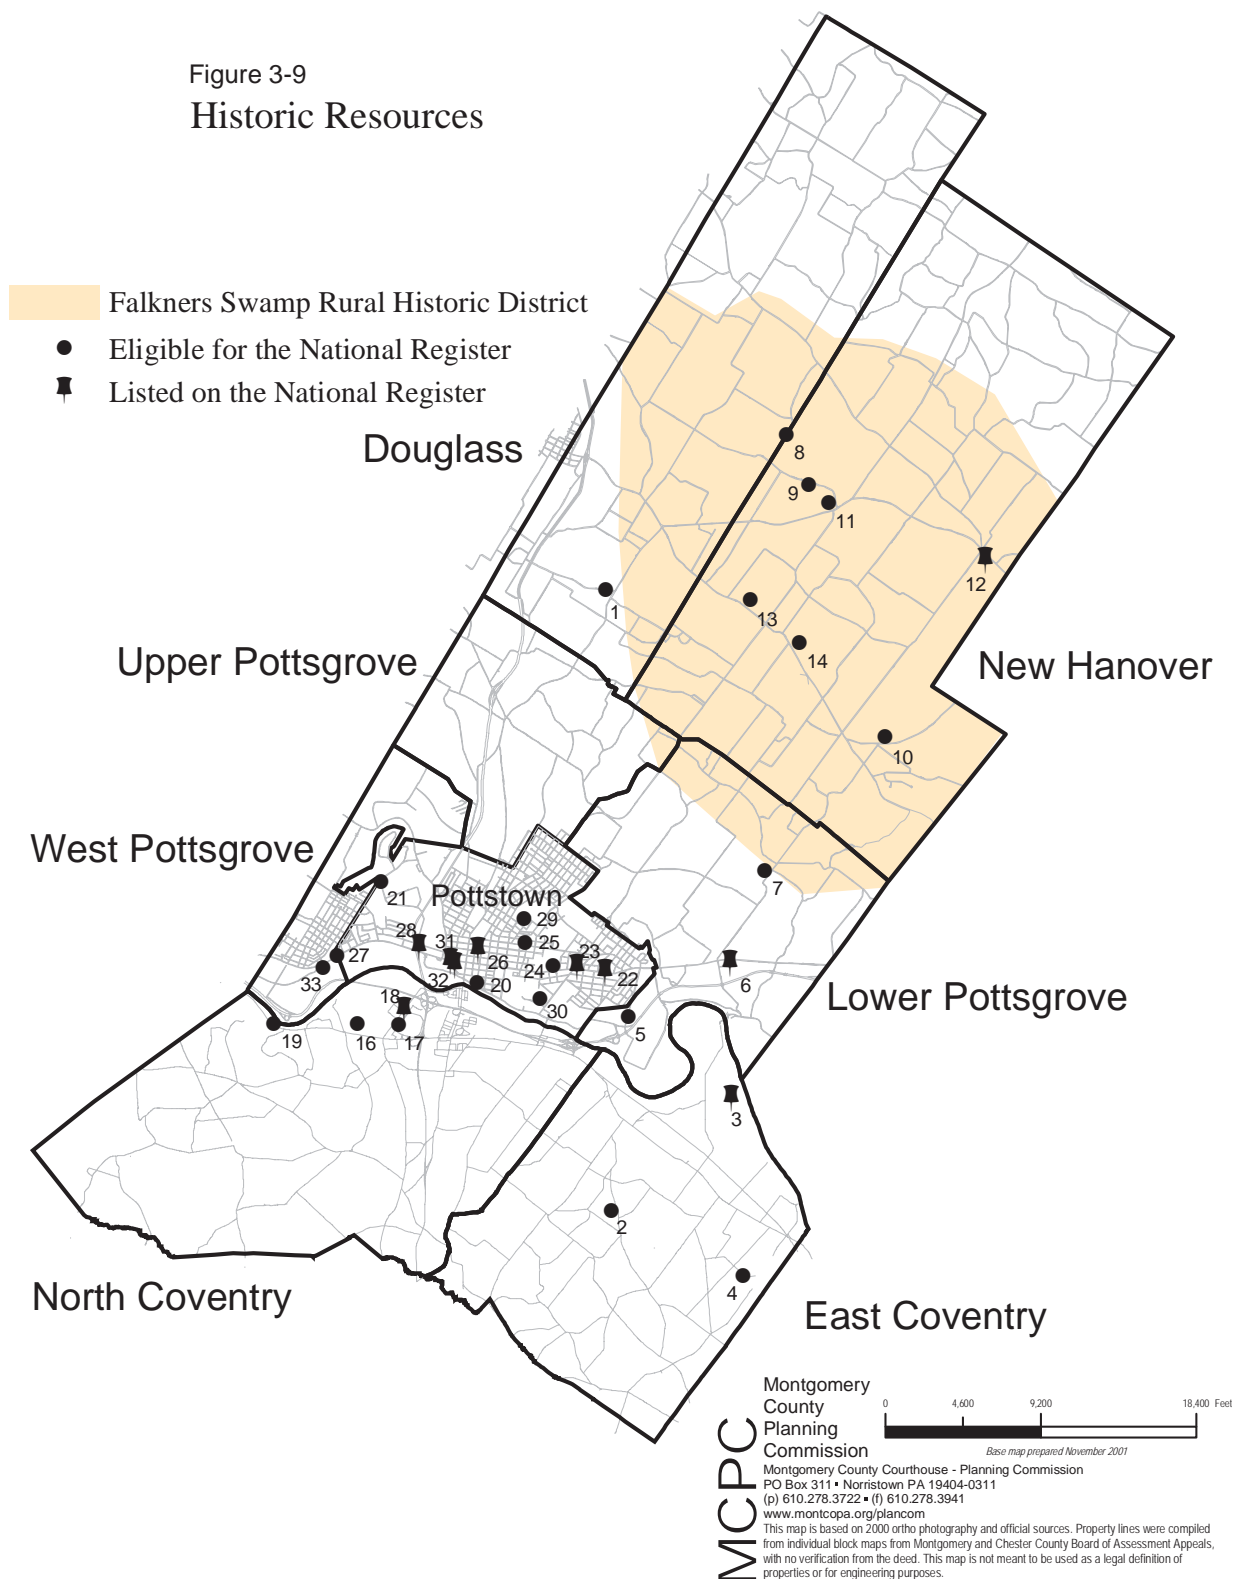 Figure 3-9
Historic Resources
Falkners Swamp Rural Historic District
Eligible for the National Register
Listed on the National Register
Douglass
8
9
11
12
1
13
14
Upper Pottsgrove
New Hanover
10
West Pottsgrove
7
21
Pottstown
29
28
31
25
23
27
26
24
22
33
32
20
6
18
30
Lower Pottsgrove
19
16
17
5
3
2
4
North Coventry
East Coventry
MCPC
Montgomery
County
Planning
Commission
0 4,600 9,200 18,400 Feet
Base map prepared November 2001
Montgomery County Courthouse - Planning Commission
PO Box 311 ▪ Norristown PA 19404-0311
(p) 610.278.3722 ▪ (f) 610.278.3941
www.montcopa.org/plancom
This map is based on 2000 ortho photography and official sources. Property lines were compiled
from individual block maps from Montgomery and Chester County Board of Assessment Appeals,
with no verification from the deed. This map is not meant to be used as a legal definition of
properties or for engineering purposes.